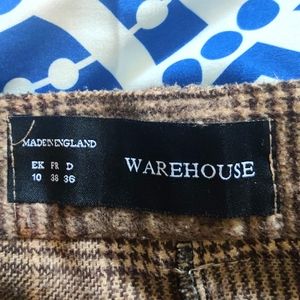 MADE IN ENGLAND
EK FR D
10 38 36
WAREHOUSE